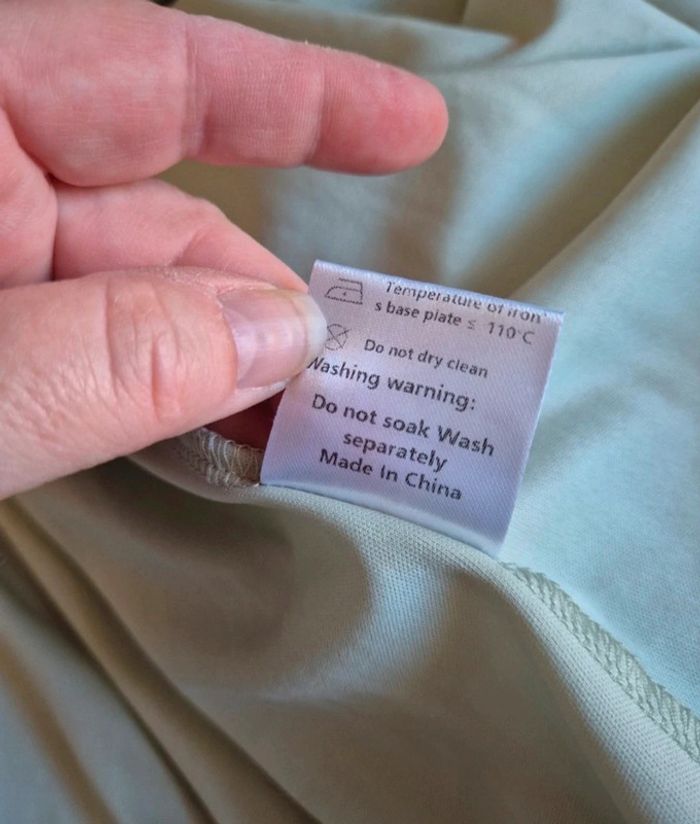 Temperature of iron
s base plate ≤ 110°C
Do not dry clean
Washing warning:
Do not soak Wash
separately
Made In China